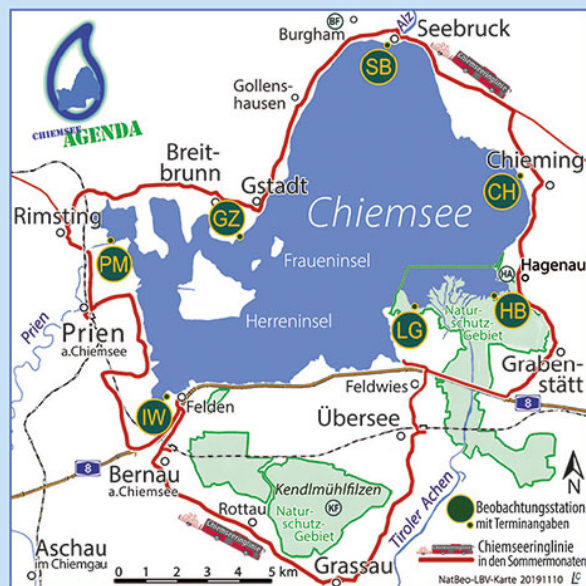 Burgham
BF
Alz
Seebruck
SB
Chiemseeringlinie
CHIEMSEE
AGENDA
Gollens-
hausen
Breit-
brunn
Gstadt
GZ
Chieming
CH
Rimsting
Chiemsee
PM
Fraueninsel
HA
Hagenau
Prien
Herreninsel
Natur-
schutz-
Gebiet
HB
LG
Prien
a.Chiemsee
Graben-
stätt
Feldwies
IW
Felden
8
Übersee
8
Bernau
a.Chiemsee
Kendlmühlfilzen
KF
Natur-
schutz-
Gebiet
Rottau
Tiroler Achen
N
Beobachtungsstation
mit Terminangaben
Chiemseeringlinie
Chiemseeringlinie
in den Sommermonaten
Aschau
im Chiemgau
Grassau
0 1 2 3 4 5 km
NatBeo-LBV-Karte 20191110